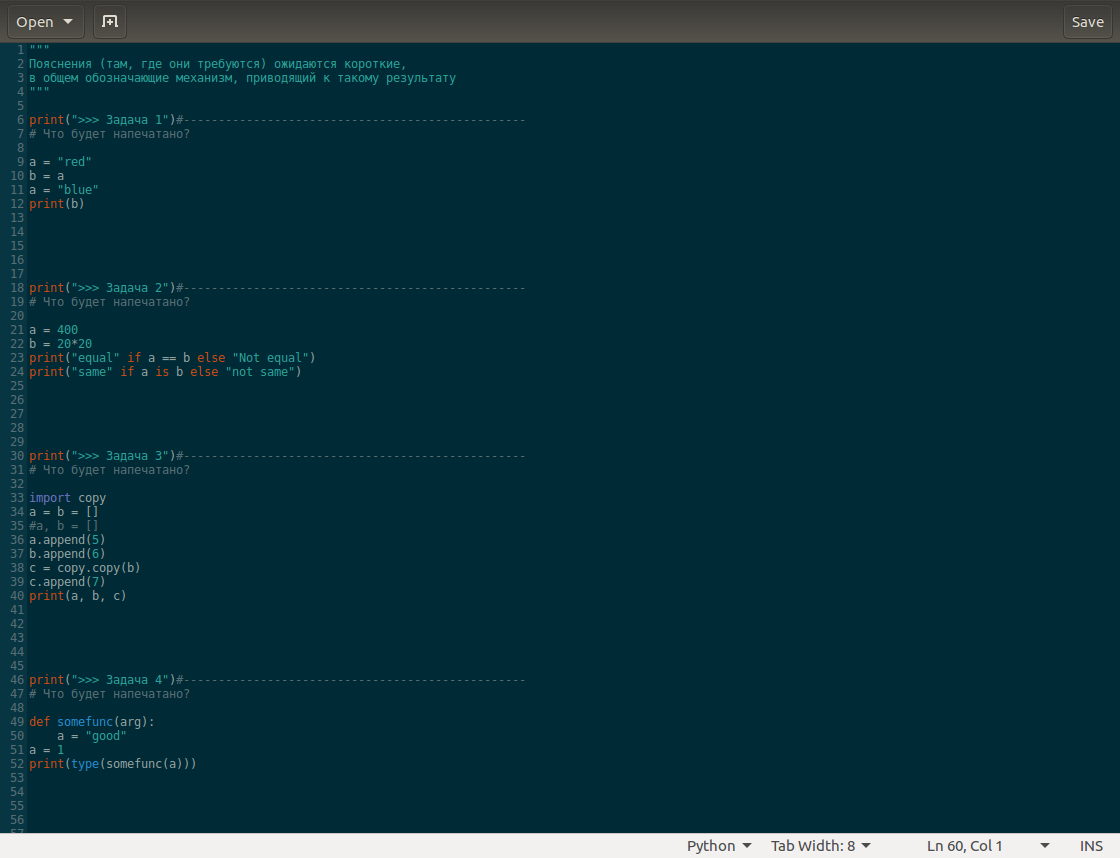 Open
Save
1 """
2 Пояснения (там, где они требуются) ожидаются короткие,
3 в общем обозначающие механизм, приводящий к такому результату
4 """
5
6 print(">>> Задача 1")#-------------------------------------------------
7 # Что будет напечатано?
8
9 a = "red"
10 b = a
11 a = "blue"
12 print(b)
13
14
15
16
17
18 print(">>> Задача 2")#-------------------------------------------------
19 # Что будет напечатано?
20
21 a = 400
22 b = 20*20
23 print("equal" if a == b else "Not equal")
24 print("same" if a is b else "not same")
25
26
27
28
29
30 print(">>> Задача 3")#-------------------------------------------------
31 # Что будет напечатано?
32
33 import copy
34 a = b = []
35 #a, b = []
36 a.append(5)
37 b.append(6)
38 c = copy.copy(b)
39 c.append(7)
40 print(a, b, c)
41
42
43
44
45
46 print(">>> Задача 4")#-------------------------------------------------
47 # Что будет напечатано?
48
49 def somefunc(arg):
50     a = "good"
51 a = 1
52 print(type(somefunc(a)))
53
54
55
56
57
Python Tab Width: 8 Ln 60, Col 1 INS